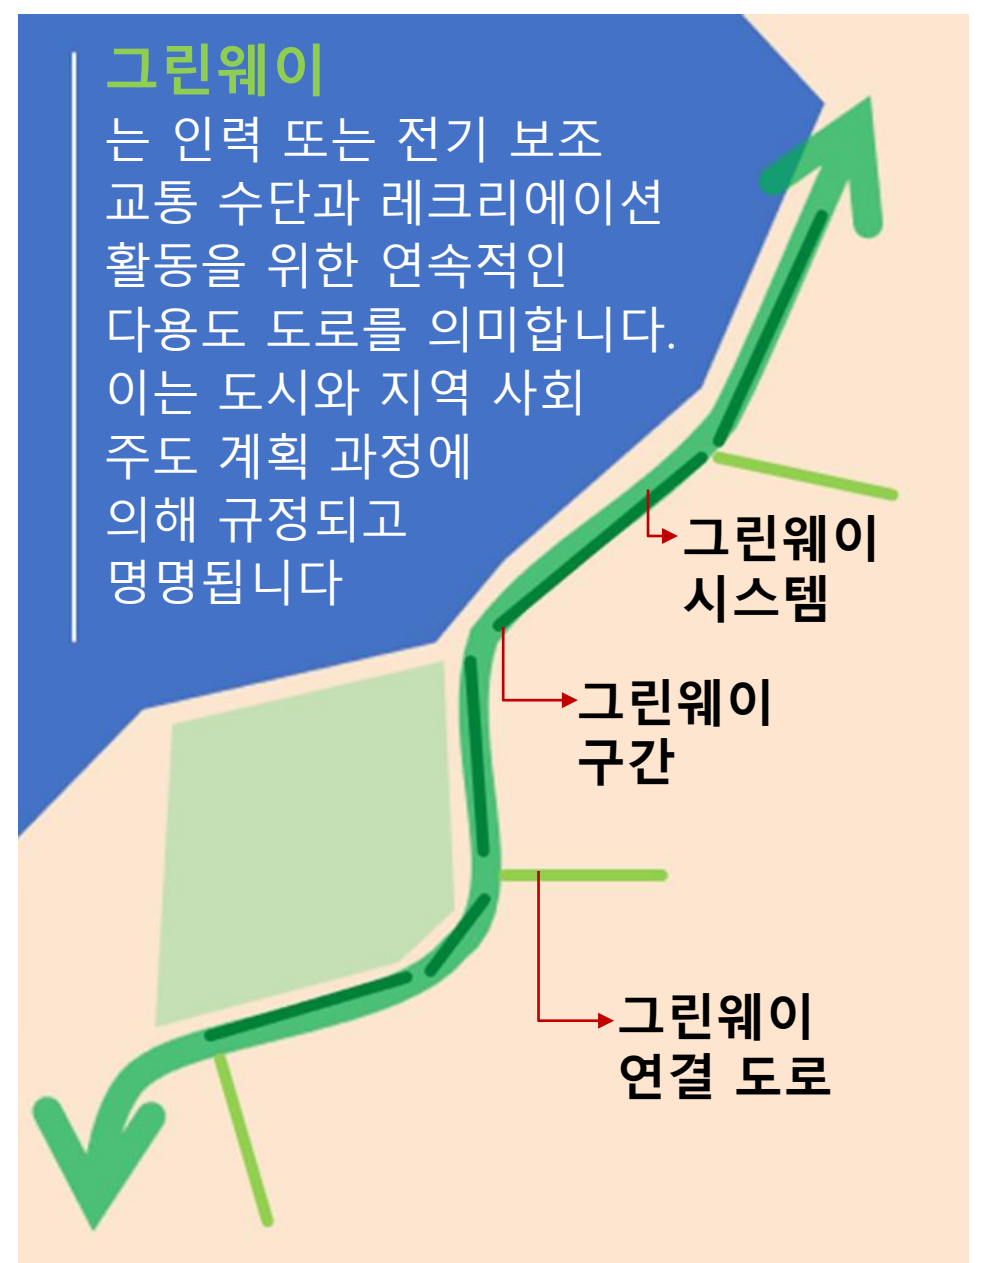 그린웨이
는 인력 또는 전기 보조
교통 수단과 레크리에이션
활동을 위한 연속적인
다용도 도로를 의미합니다.
이는 도시와 지역 사회
주도 계획 과정에
의해 규정되고
명명됩니다
그린웨이
시스템
그린웨이
구간
그린웨이
연결 도로